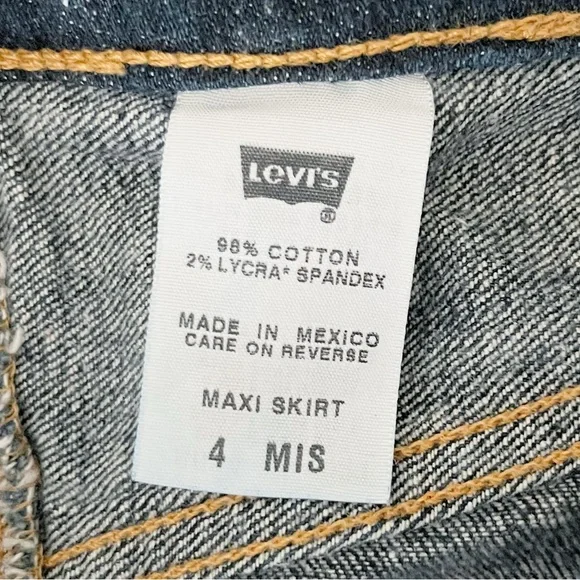 Levi's
98% COTTON
2% LYCRA* SPANDEX
MADE IN MEXICO
CARE ON REVERSE
MAXI SKIRT
4 MIS